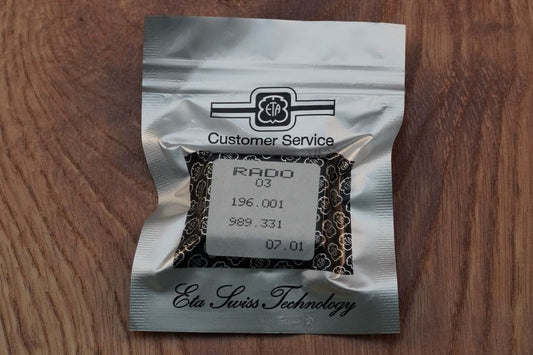 ETA
Customer Service
RADO
03
196.001
989.331
07.01
Eta Swiss Technology